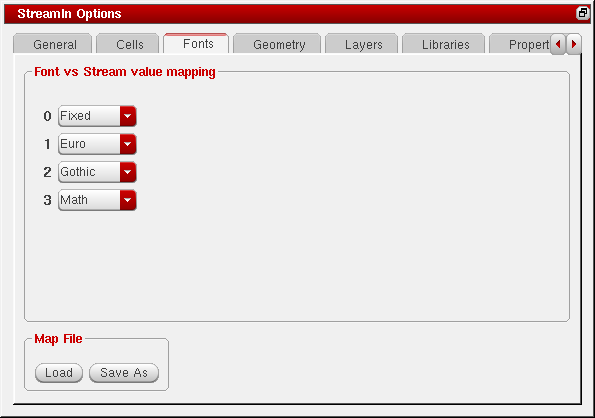 StreamIn Options
General Cells Fonts Geometry Layers Libraries Propert
Font vs Stream value mapping
0 Fixed
1 Euro
2 Gothic
3 Math
Map File
Load Save As